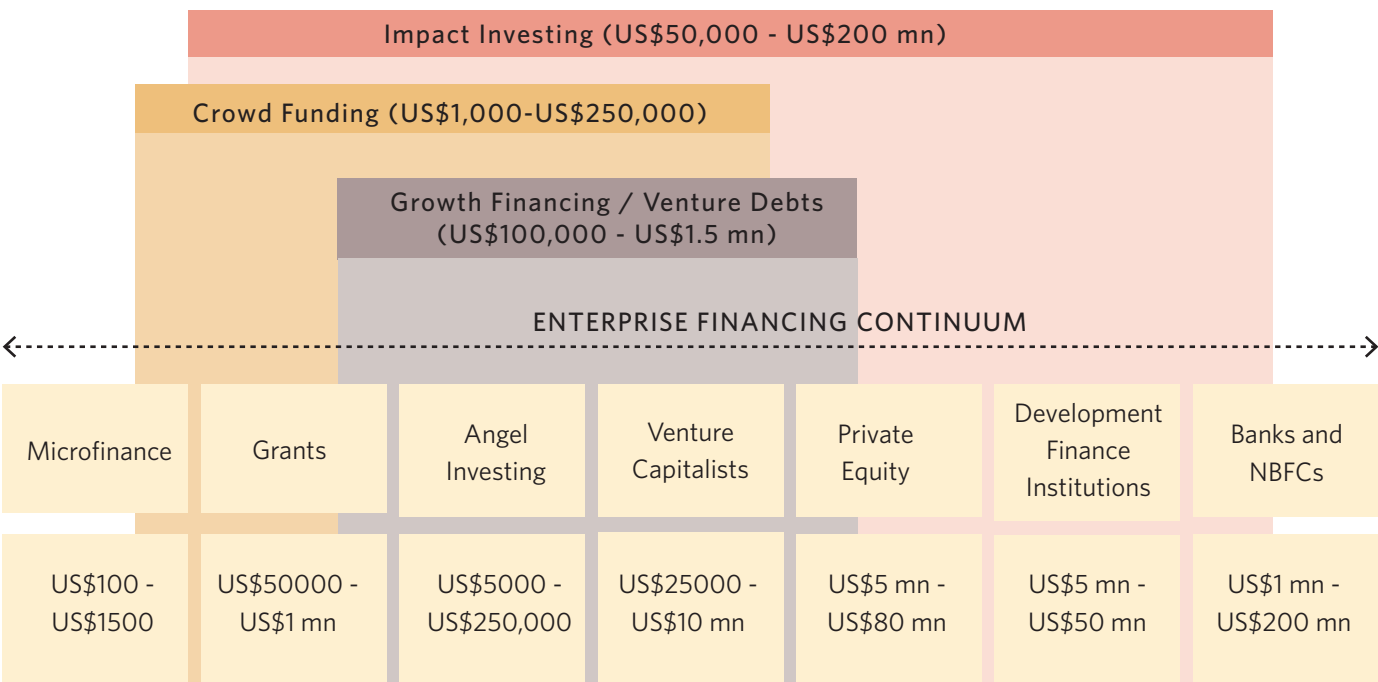 Impact Investing (US$50,000 - US$200 mn)
Crowd Funding (US$1,000-US$250,000)
Growth Financing / Venture Debts
(US$100,000 - US$1.5 mn)
ENTERPRISE FINANCING CONTINUUM
Microfinance
Grants
Angel
Investing
Venture
Capitalists
Private
Equity
Development
Finance
Institutions
Banks and
NBFCs
US$100 -
US$1500
US$50000 -
US$1 mn
US$5000 -
US$250,000
US$25000 -
US$10 mn
US$5 mn -
US$80 mn
US$5 mn -
US$50 mn
US$1 mn -
US$200 mn